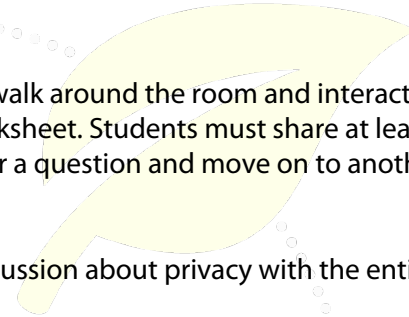 walk around the room and interact
ksheet. Students must share at lea
r a question and move on to anoth
cussion about privacy with the enti